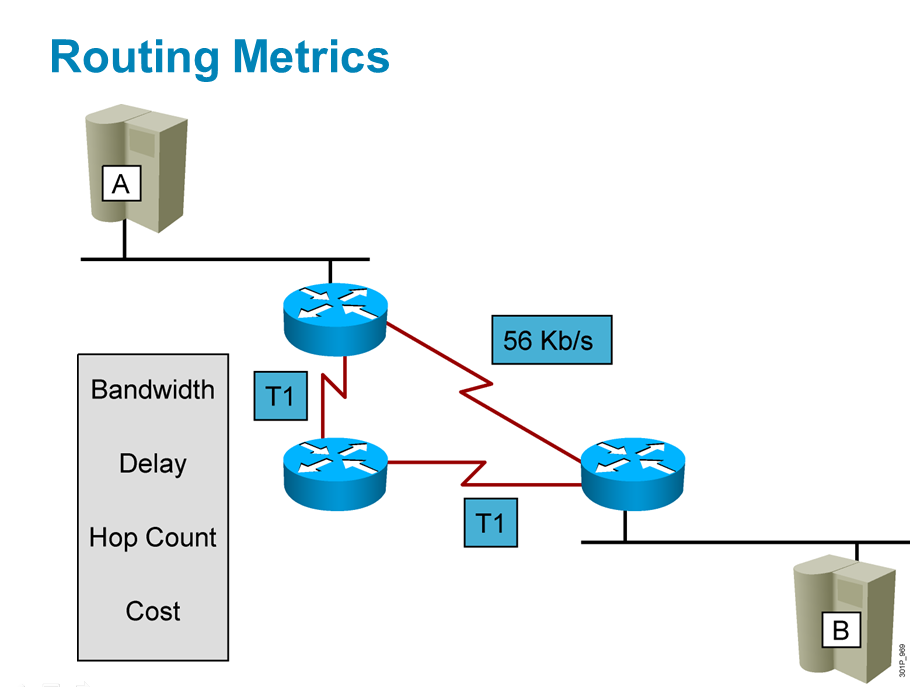 Routing Metrics
A
56 Kb/s
Bandwidth
T1
Delay
Hop Count
T1
Cost
B
301P_969